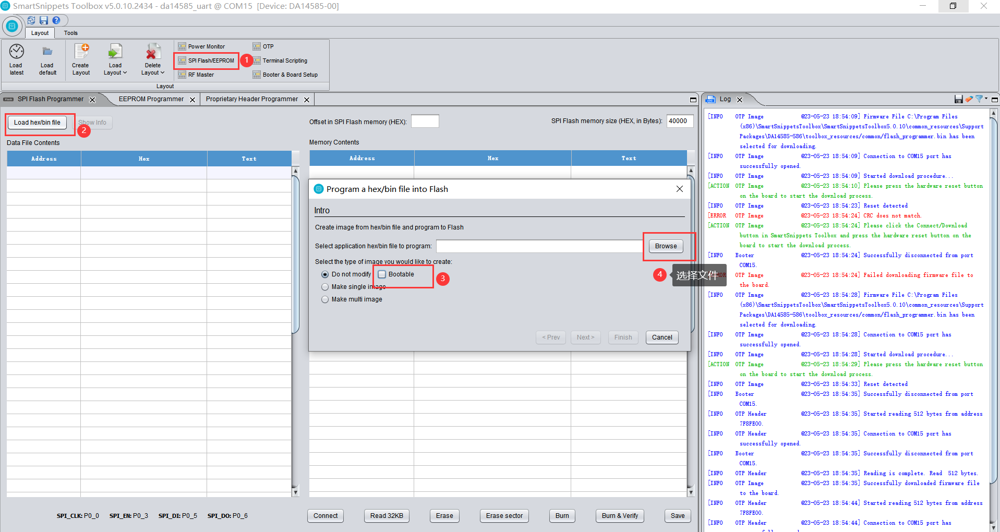 SmartSnippets Toolbox v5.0.10.2434 - da14585_uart @ COM15  [Device: DA14585-00]
Layout
Tools
Load latest
Load default
Create Layout
Load Layout
Delete Layout
Power Monitor
SPI Flash/EEPROM
1
RF Master
OTP
Terminal Scripting
Booter & Board Setup
Layout
SPI Flash Programmer
EEPROM Programmer
Proprietary Header Programmer
Load hex/bin file
Show Info
2
Offset in SPI Flash memory (HEX):
SPI Flash memory size (HEX, in Bytes): 40000
Data File Contents
Memory Contents
Address Hex Text
Address Hex Text
Program a hex/bin file into Flash
Intro
Create image from hex/bin file and program to Flash
Select application hex/bin file to program:
Browse
Select the type of image you would like to create:
Do not modify
Bootable
3
4
选择文件
Make single image
Make multi image
< Prev
Next >
Finish
Cancel
SPI_CLK: P0_0 SPI_EN: P0_3 SPI_DI: P0_5 SPI_DO: P0_6
Connect
Read 32KB
Erase
Erase sector
Burn
Burn & Verify
Save
Log
[INFO OTP Image @23-05-23 18:54:09] Firmware File C:\Program Files
(x86)\SmartSnippetsToolbox\SmartSnippetsToolbox5.0.10\common_resources\Support
Packages\DA14585-586\toolbox_resources/common/flash_programmer.bin has been
selected for downloading.
[INFO OTP Image @23-05-23 18:54:09] Connection to COM15 port has
successfully opened.
[INFO OTP Image @23-05-23 18:54:09] Started download procedure...
[ACTION OTP Image @23-05-23 18:54:10] Please press the hardware reset button
on the board to start the download process.
[INFO OTP Image @23-05-23 18:54:23] Reset detected
[ERROR OTP Image @23-05-23 18:54:24] CRC does not match.
[ACTION OTP Image @23-05-23 18:54:24] Please click the Connect/Download
button in SmartSnippets Toolbox and press the hardware reset button on the
board to start the download process.
[INFO Booter @23-05-23 18:54:24] Successfully disconnected from port
COM15.
ROR OTP Image @23-05-23 18:54:24] Failed downloading firmware file to
the board.
[INFO OTP Image @23-05-23 18:54:28] Firmware File C:\Program Files
(x86)\SmartSnippetsToolbox\SmartSnippetsToolbox5.0.10\common_resources\Support
Packages\DA14585-586\toolbox_resources/common/flash_programmer.bin has been
selected for downloading.
[INFO OTP Image @23-05-23 18:54:28] Connection to COM15 port has
successfully opened.
[INFO OTP Image @23-05-23 18:54:28] Started download procedure...
[ACTION OTP Image @23-05-23 18:54:29] Please press the hardware reset button
on the board to start the download process.
[INFO OTP Image @23-05-23 18:54:33] Reset detected
[INFO Booter @23-05-23 18:54:35] Successfully disconnected from port
COM15.
[INFO OTP Header @23-05-23 18:54:35] Started reading 512 bytes from address
7F8FE00.
[INFO OTP Header @23-05-23 18:54:35] Connection to COM15 port has
successfully opened.
[INFO Booter @23-05-23 18:54:35] Successfully disconnected from port
COM15.
[INFO OTP Header @23-05-23 18:54:35] Reading is complete. Read  512 bytes.
[INFO OTP Image @23-05-23 18:54:35] Successfully downloaded firmware file
to the board.
[INFO OTP Header @23-05-23 18:54:44] Started reading 512 bytes from address
7F8FE00.
[INFO OTP Header @23-05-23 18:54:44] Connection to COM15 port has